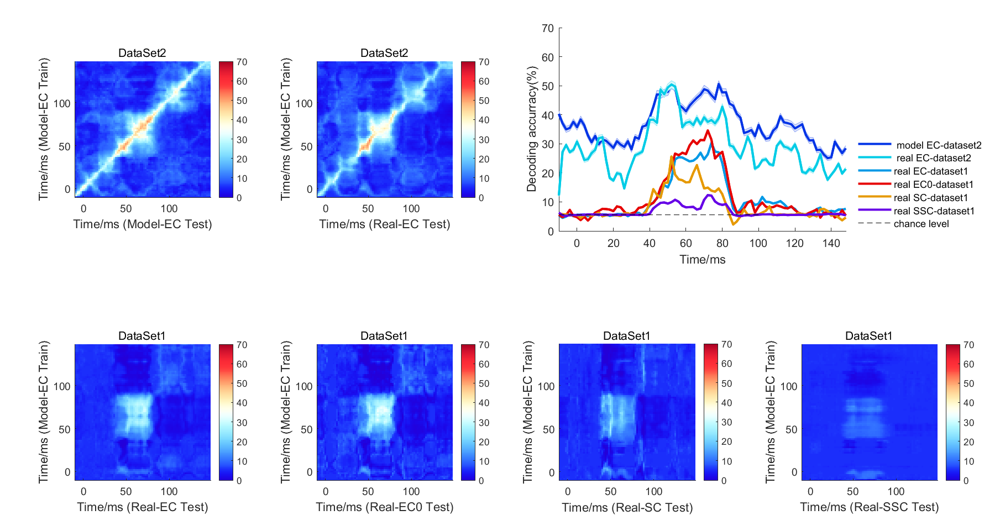 DataSet2
Time/ms (Model-EC Train)
100
50
0
0 50 100
Time/ms (Model-EC Test)
70
60
50
40
30
20
10
0
DataSet2
Time/ms (Model-EC Train)
100
50
0
0 50 100
Time/ms (Real-EC Test)
70
60
50
40
30
20
10
0
Decoding accurracy(%)
70
60
50
40
30
20
10
0
0 20 40 60 80 100 120 140
Time/ms
model EC-dataset2
real EC-dataset2
real EC-dataset1
real EC0-dataset1
real SC-dataset1
real SSC-dataset1
chance level
DataSet1
Time/ms (Model-EC Train)
100
50
0
0 50 100
Time/ms (Real-EC Test)
70
60
50
40
30
20
10
0
DataSet1
Time/ms (Model-EC Train)
100
50
0
0 50 100
Time/ms (Real-EC0 Test)
70
60
50
40
30
20
10
0
DataSet1
Time/ms (Model-EC Train)
100
50
0
0 50 100
Time/ms (Real-SC Test)
70
60
50
40
30
20
10
0
DataSet1
Time/ms (Model-EC Train)
100
50
0
0 50 100
Time/ms (Real-SSC Test)
70
60
50
40
30
20
10
0